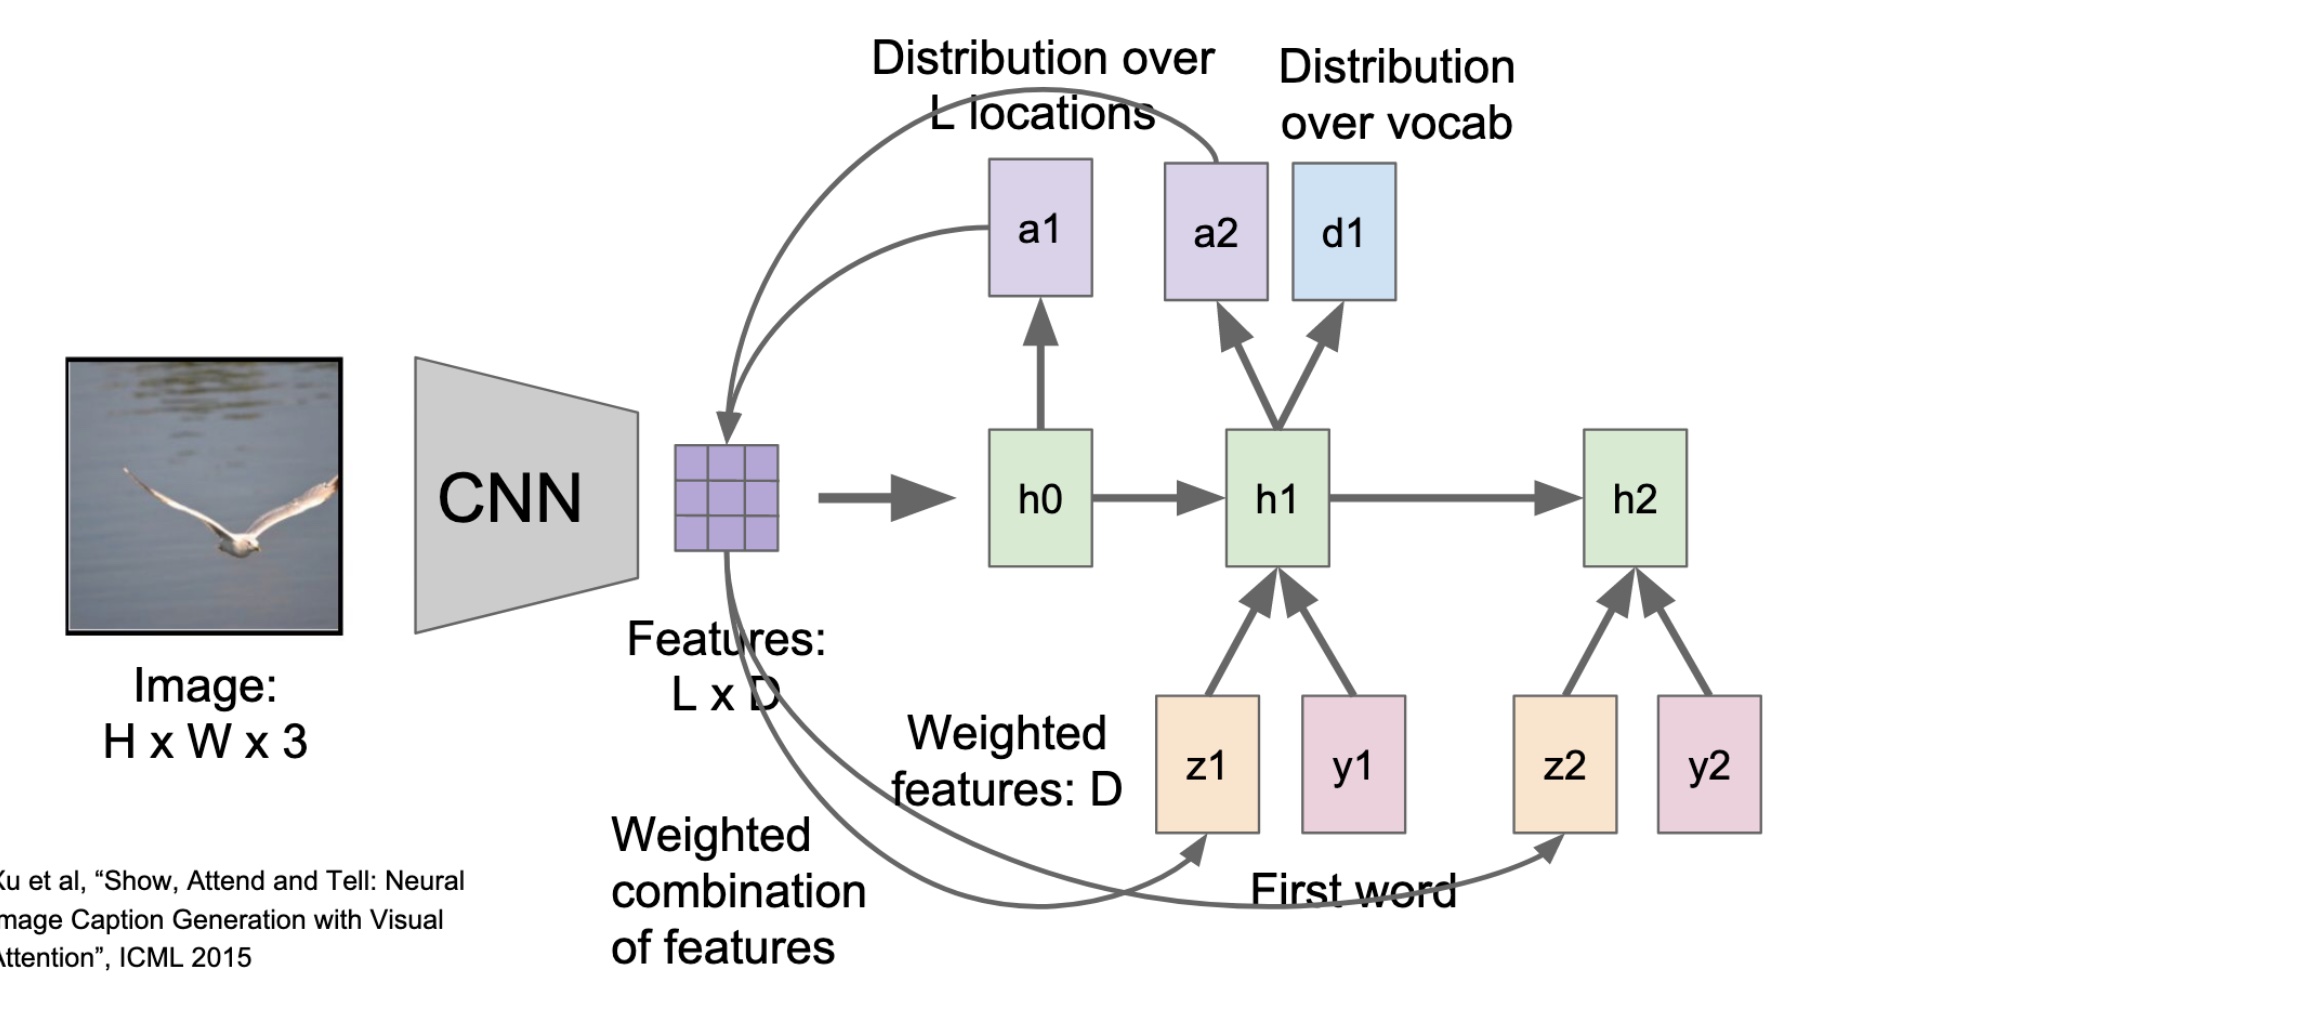 Distribution over
L locations
Distribution
over vocab
a1
a2
d1
CNN
h0
h1
h2
Image:
H x W x 3
Features:
L x D
Weighted
features: D
z1
y1
z2
y2
Weighted
combination
of features
First word
Xu et al, “Show, Attend and Tell: Neural
Image Caption Generation with Visual
Attention”, ICML 2015